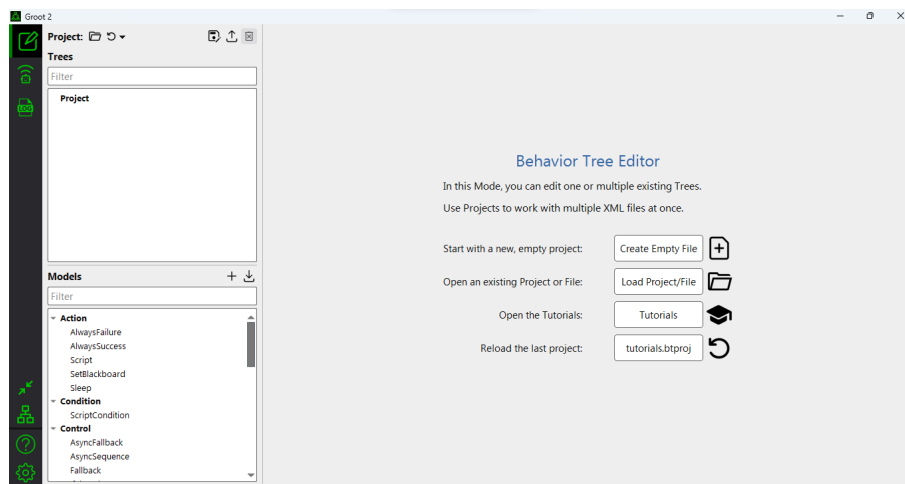 Groot 2
Project:
Trees
Filter
Project
Models
Filter
Action
AlwaysFailure
AlwaysSuccess
Script
SetBlackboard
Sleep
Condition
ScriptCondition
Control
AsyncFallback
AsyncSequence
Fallback
LOG
Behavior Tree Editor
In this Mode, you can edit one or multiple existing Trees.
Use Projects to work with multiple XML files at once.
Start with a new, empty project: Create Empty File
Open an existing Project or File: Load Project/File
Open the Tutorials: Tutorials
Reload the last project: tutorials.btproj